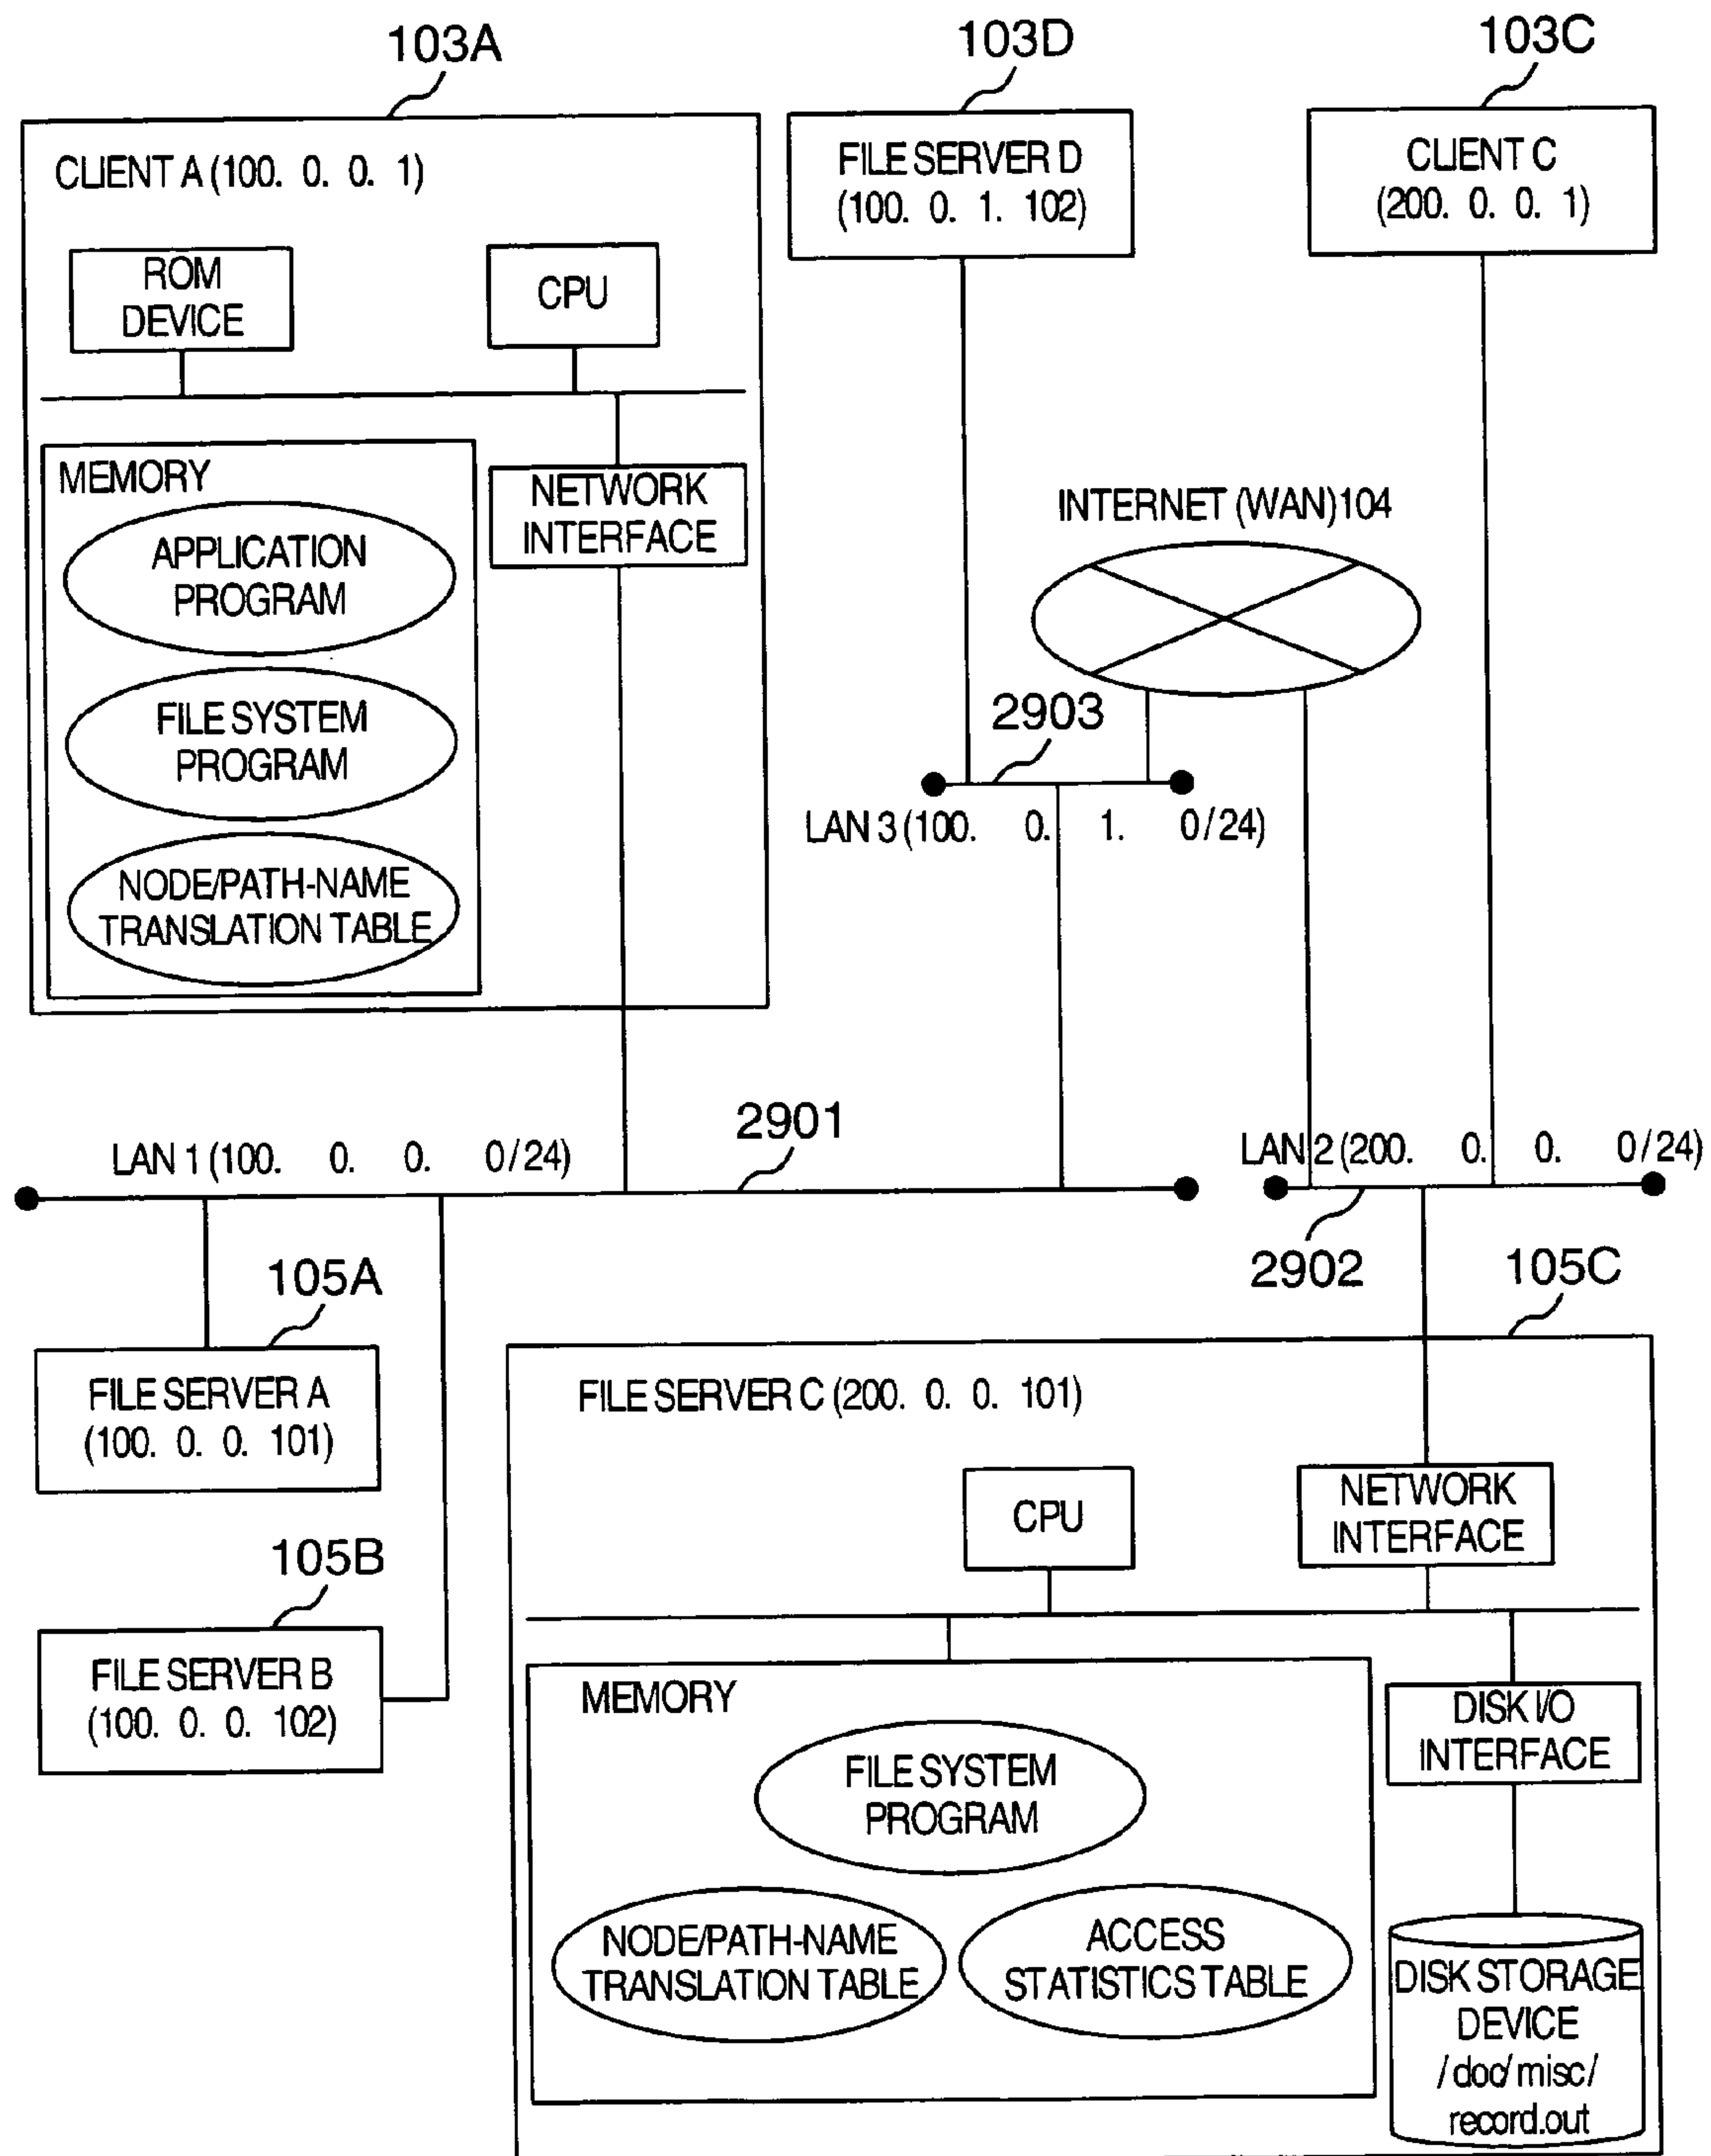 103A
103D
103C
CLIENT A (100. 0. 0. 1)
FILE SERVER D
(100. 0. 1. 102)
CLIENT C
(200. 0. 0. 1)
ROM
DEVICE
CPU
MEMORY
NETWORK
INTERFACE
APPLICATION
PROGRAM
FILE SYSTEM
PROGRAM
NODE/PATH-NAME
TRANSLATION TABLE
INTERNET (WAN) 104
2903
LAN 3 (100. 0. 1. 0/24)
LAN 1 (100. 0. 0. 0/24)
2901
LAN 2 (200. 0. 0. 0/24)
2902
105A
105C
FILE SERVER A
(100. 0. 0. 101)
105B
FILE SERVER B
(100. 0. 0. 102)
FILE SERVER C (200. 0. 0. 101)
CPU
NETWORK
INTERFACE
MEMORY
DISK I/O
INTERFACE
FILE SYSTEM
PROGRAM
NODE/PATH-NAME
TRANSLATION TABLE
ACCESS
STATISTICS TABLE
DISK STORAGE
DEVICE
/doc/misc/
record.out